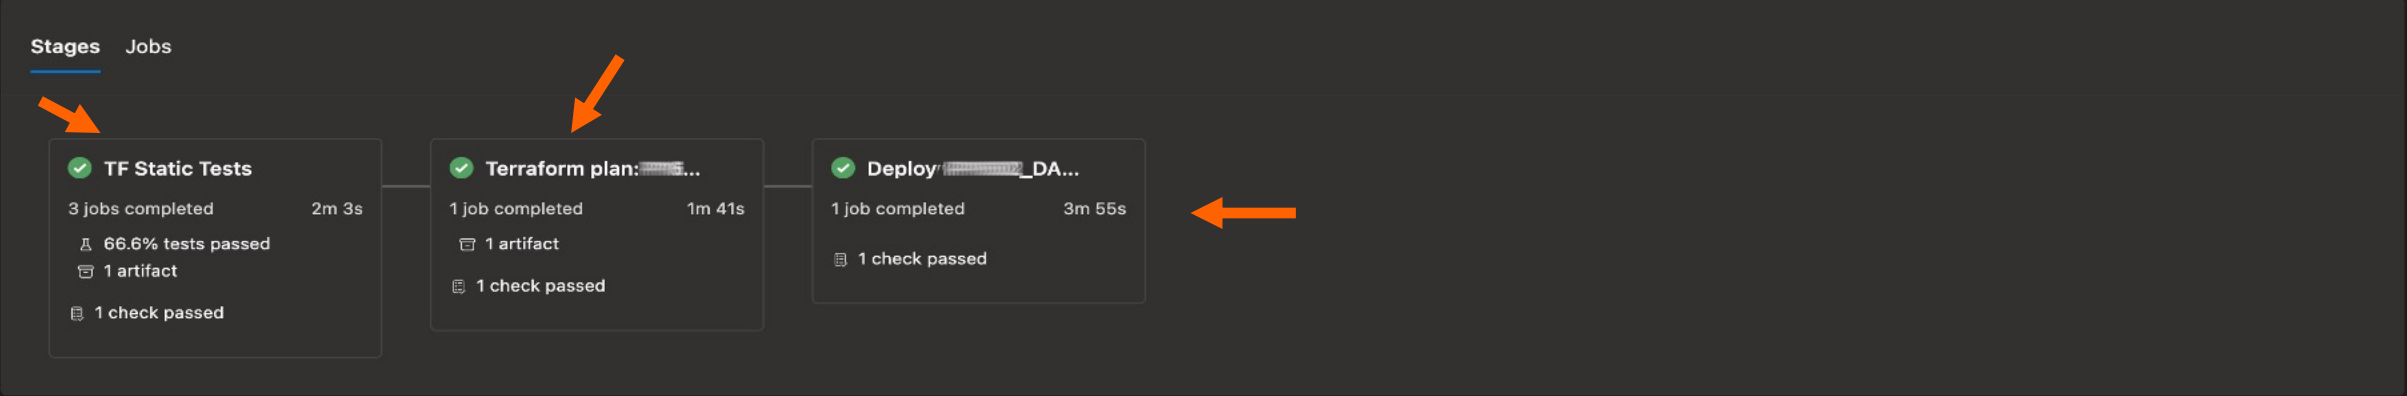 Stages Jobs
TF Static Tests
3 jobs completed 2m 3s
66.6% tests passed
1 artifact
1 check passed
Terraform plan: ...
1 job completed 1m 41s
1 artifact
1 check passed
Deploy _DA...
1 job completed 3m 55s
1 check passed